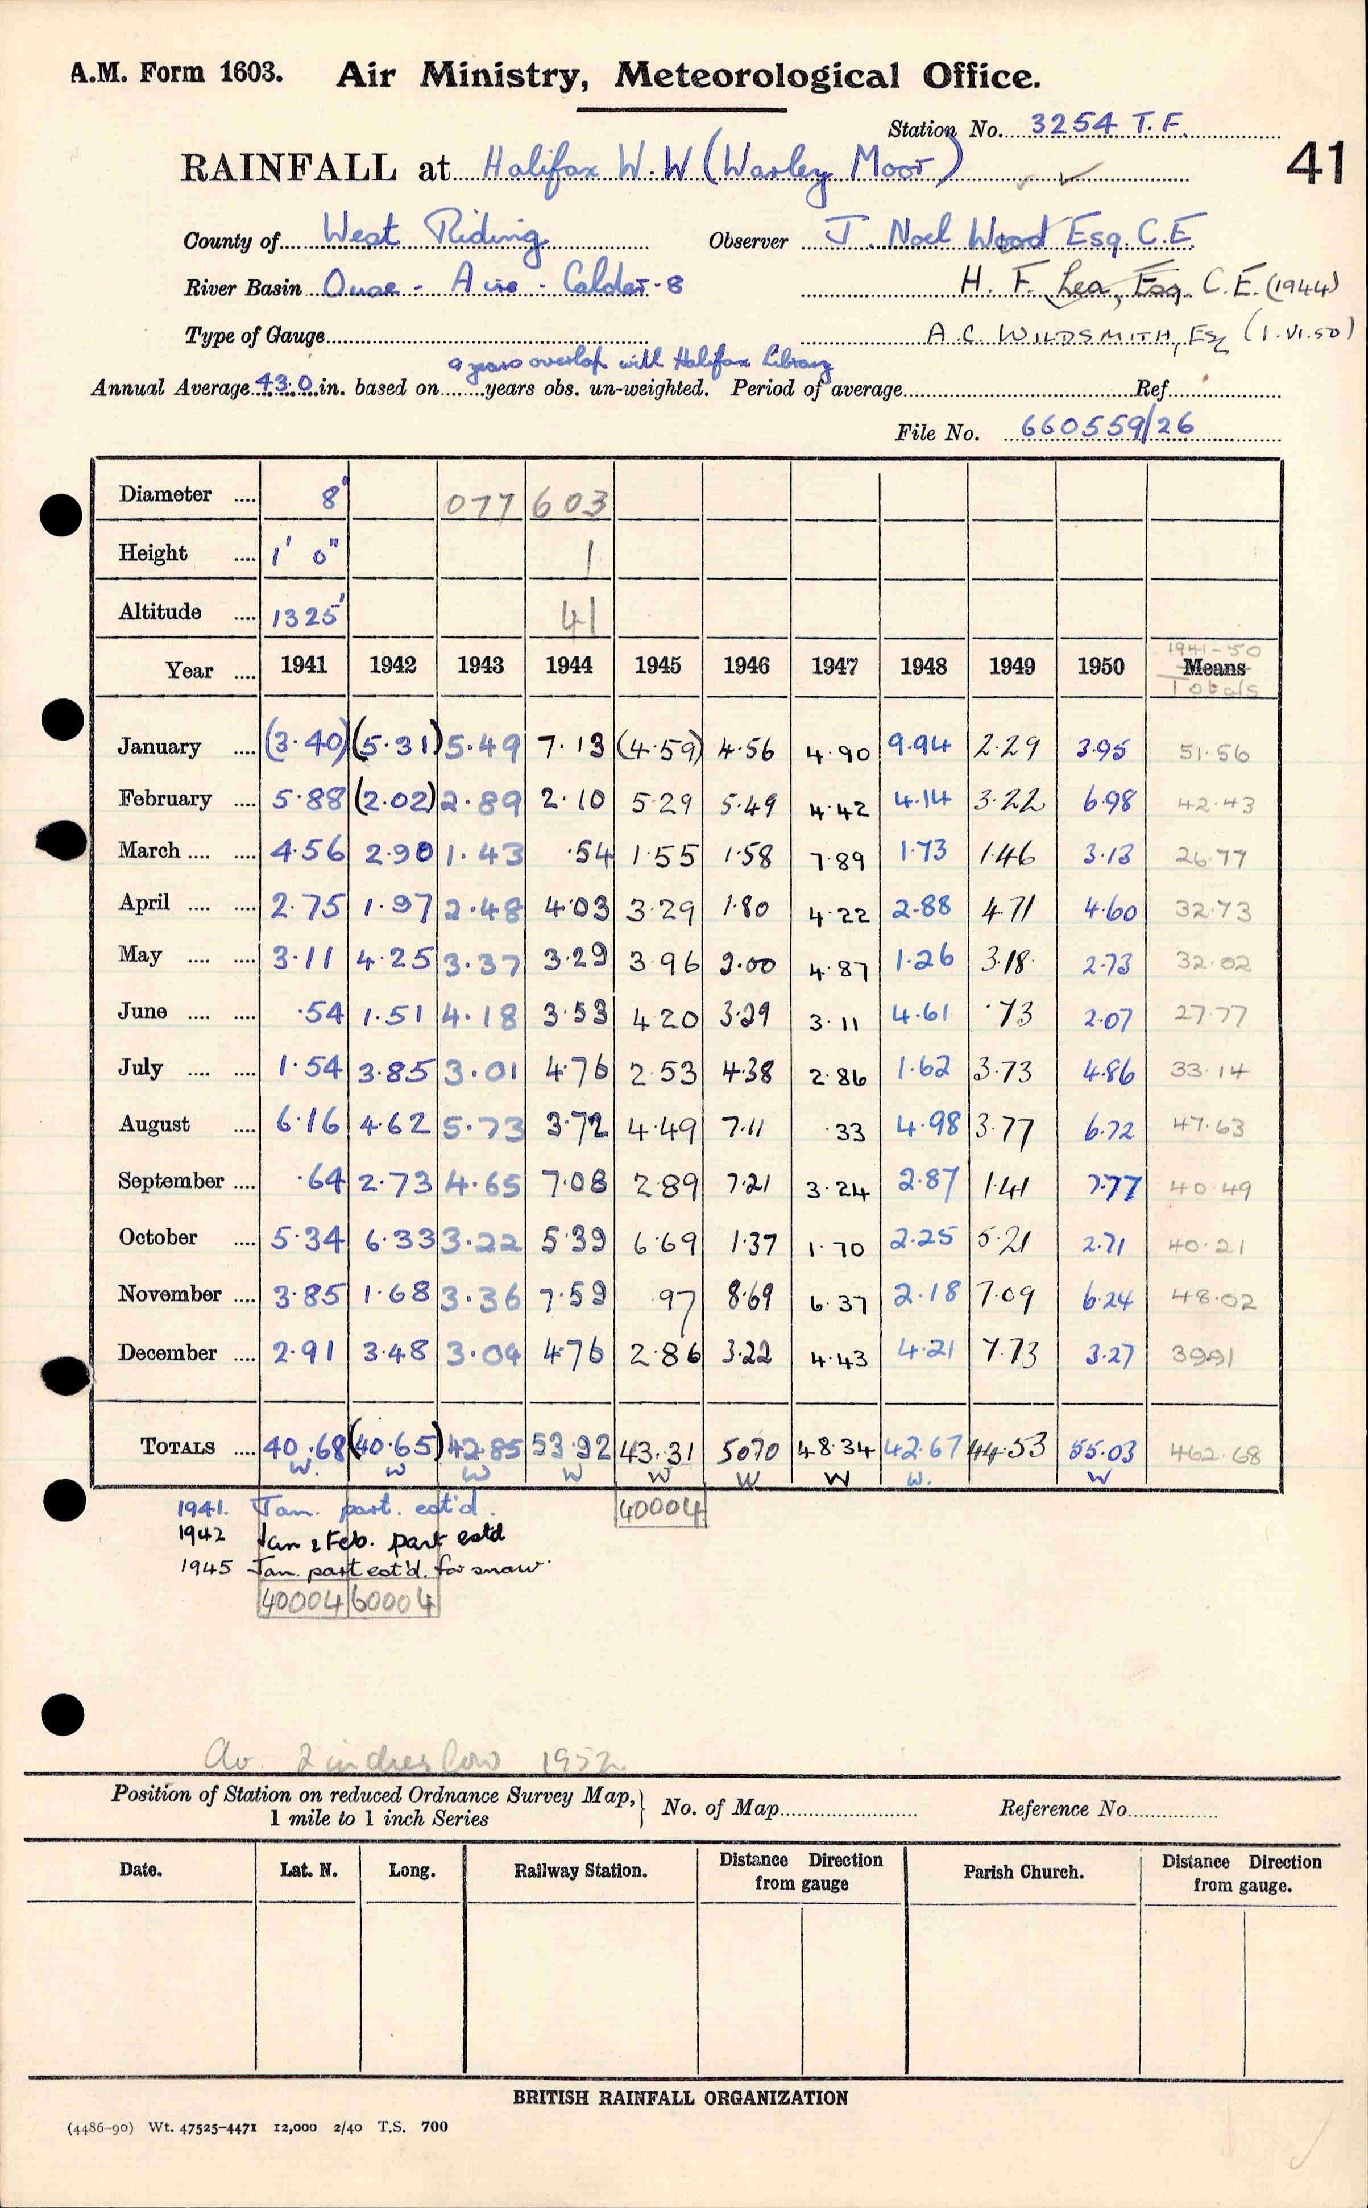 A.M. Form 1603. Air Ministry, Meteorological Office.
Station No. 3254 T.F.
41
RAINFALL at Halifax W.W (Warley Moor)
County of West Riding Observer J. Noel Wood Esq. C.E.
River Basin Ouse - Aire - Calder - 8 H. F. Lea, Esq. C.E. (1944)
Type of Gauge A.C. WILDSMITH, Esq (1.VI.50)
9 years overlap with Halifax Library
Annual Average 43.0 in. based on years obs. un-weighted. Period of average Ref
File No. 660559/26
Diameter 8" 077 603
Height 1' 0" 1
Altitude 1325' 41
1941-50
Year 1941 1942 1943 1944 1945 1946 1947 1948 1949 1950 Means
Totals
January (3.40) (5.31) 5.49 7.13 (4.59) 4.56 4.90 9.94 2.29 3.95 51.56
February 5.88 (2.02) 2.89 2.10 5.29 5.49 4.42 4.14 3.22 6.98 42.43
March 4.56 2.90 1.43 .54 1.55 1.58 7.89 1.73 1.46 3.13 26.77
April 2.75 1.97 2.48 4.03 3.29 1.80 4.22 2.88 4.71 4.60 32.73
May 3.11 4.25 3.37 3.29 3.96 2.00 4.87 1.26 3.18 2.73 32.02
June .54 1.51 4.18 3.53 4.20 3.29 3.11 4.61 .73 2.07 27.77
July 1.54 3.85 3.01 4.76 2.53 4.38 2.86 1.62 3.73 4.86 33.14
August 6.16 4.62 5.73 3.72 4.49 7.11 .33 4.98 3.77 6.72 47.63
September .64 2.73 4.65 7.08 2.89 7.21 3.24 2.87 1.41 7.77 40.49
October 5.34 6.33 3.22 5.39 6.69 1.37 1.70 2.25 5.21 2.71 40.21
November 3.85 1.68 3.36 7.59 .97 8.69 6.37 2.18 7.09 6.24 48.02
December 2.91 3.48 3.04 4.76 2.86 3.22 4.43 4.21 7.73 3.27 39.91
TOTALS 40.68 (40.65) 42.85 53.92 43.31 50.70 48.34 42.67 44.53 55.03 462.68
W. W W W W W W W. W
1941. Jan. part. est'd. 40004
1942 Jan & Feb. part estd
1945 Jan. part est'd. for snow
40004 60004
Av. 2 inches low 1952
Position of Station on reduced Ordnance Survey Map, 1 mile to 1 inch Series } No. of Map Reference No.
Date. Lat. N. Long. Railway Station. Distance Direction from gauge Parish Church. Distance Direction from gauge.
BRITISH RAINFALL ORGANIZATION
(4486-90) Wt. 47525-4471 12,000 2/40 T.S. 700